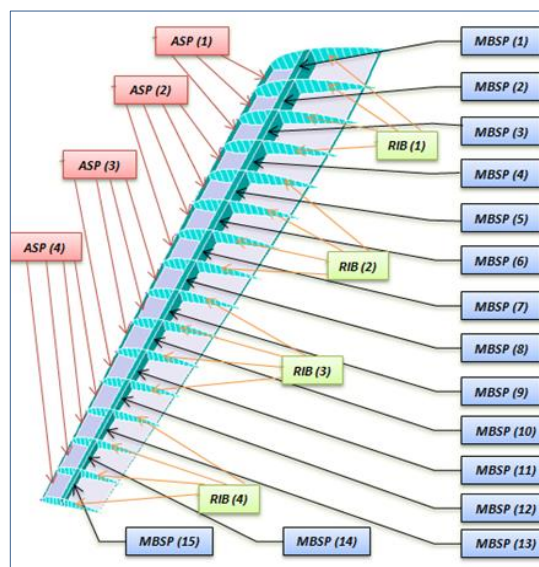 ASP (1)
MBSP (1)
MBSP (2)
ASP (2)
MBSP (3)
RIB (1)
ASP (3)
MBSP (4)
MBSP (5)
ASP (4)
MBSP (6)
RIB (2)
MBSP (7)
MBSP (8)
RIB (3)
MBSP (9)
MBSP (10)
MBSP (11)
RIB (4)
MBSP (12)
MBSP (15)
MBSP (14)
MBSP (13)